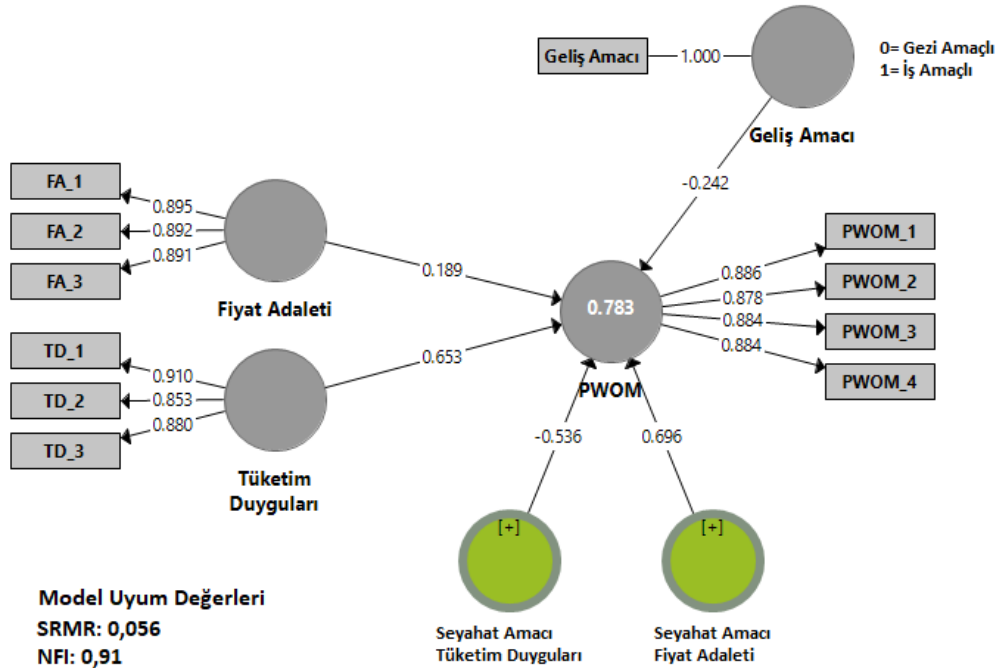 Geliş Amacı
1.000
0= Gezi Amaçlı
1= İş Amaçlı
Geliş Amacı
-0.242
FA_1
FA_2
FA_3
0.895
0.892
0.891
Fiyat Adaleti
0.189
TD_1
TD_2
TD_3
0.910
0.853
0.880
Tüketim
Duyguları
0.653
0.783
PWOM
0.886
0.878
0.884
0.884
PWOM_1
PWOM_2
PWOM_3
PWOM_4
-0.536
0.696
[+]
[+]
Seyahat Amacı
Tüketim Duyguları
Seyahat Amacı
Fiyat Adaleti
Model Uyum Değerleri
SRMR: 0,056
NFI: 0,91